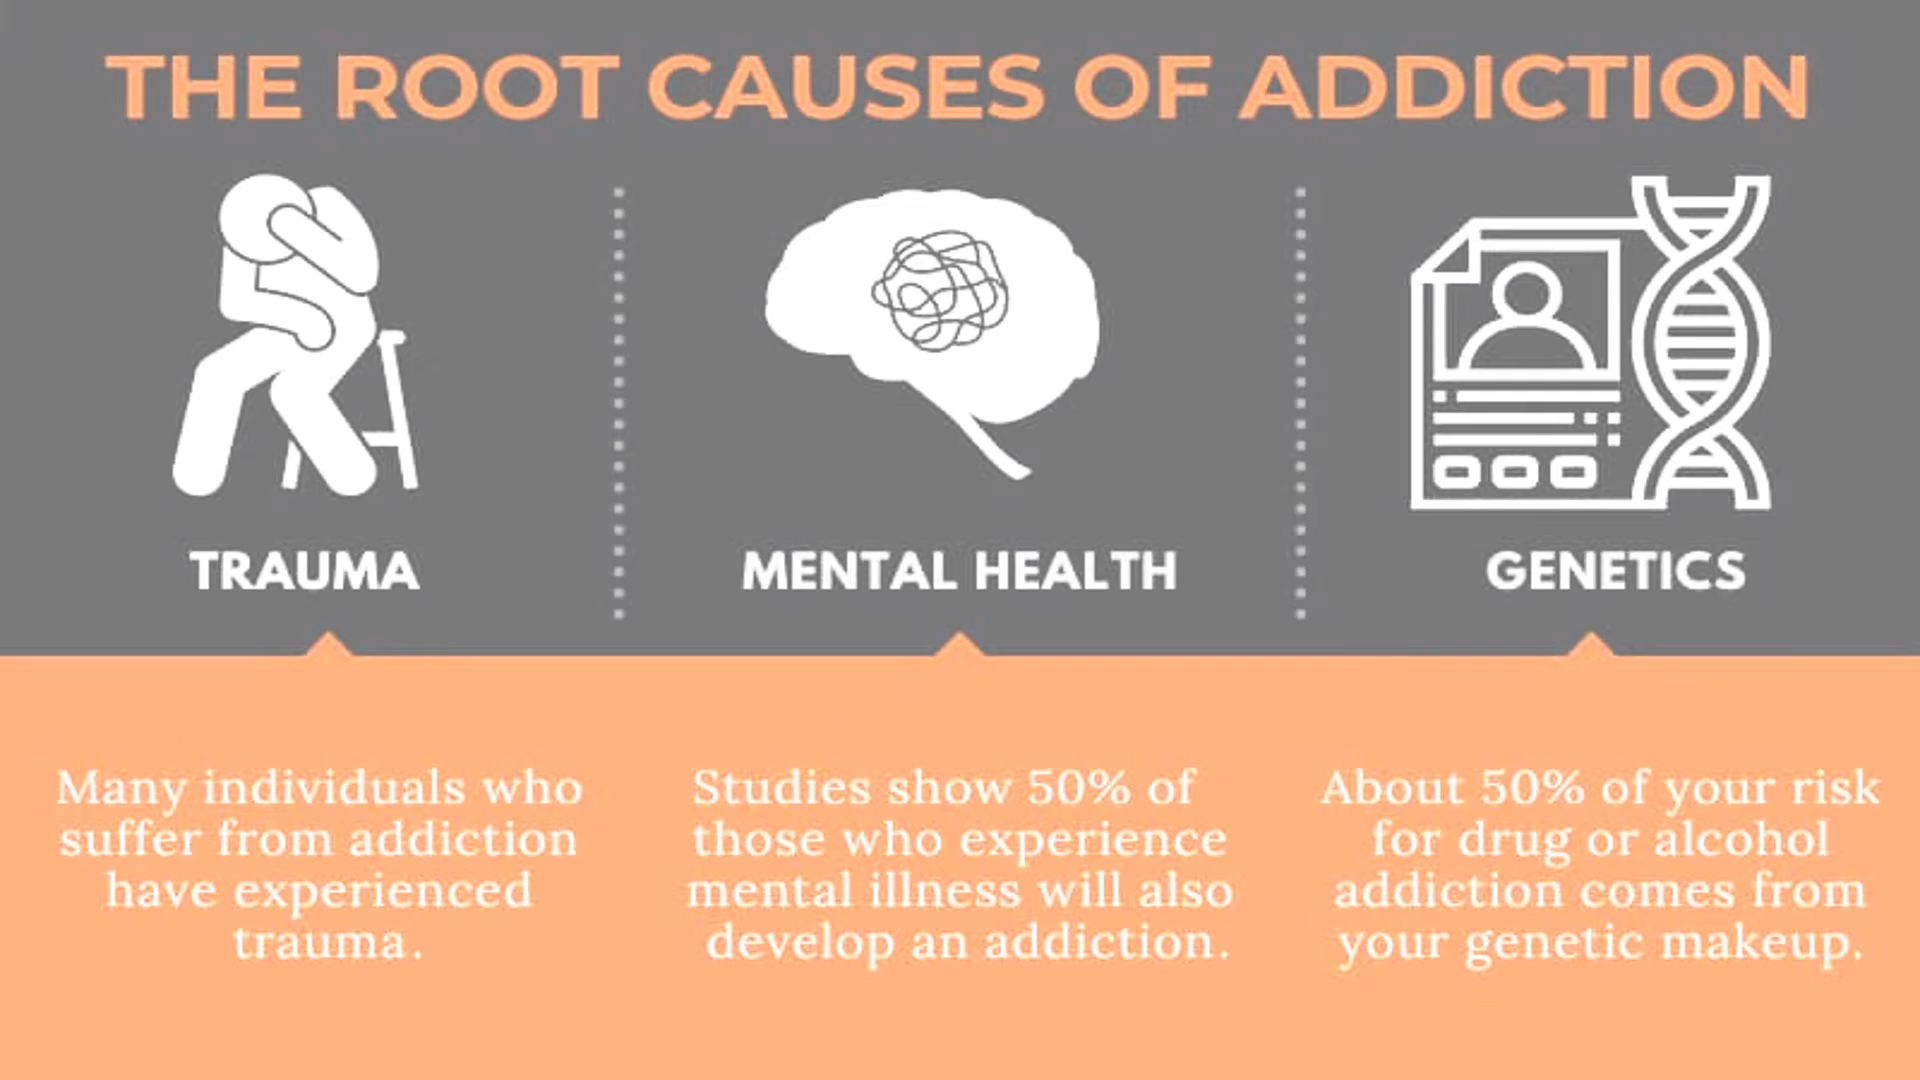 THE ROOT CAUSES OF ADDICTION
TRAUMA
Many individuals who
suffer from addiction
have experienced
trauma.
MENTAL HEALTH
Studies show 50% of
those who experience
mental illness will also
develop an addiction.
GENETICS
About 50% of your risk
for drug or alcohol
addiction comes from
your genetic makeup.